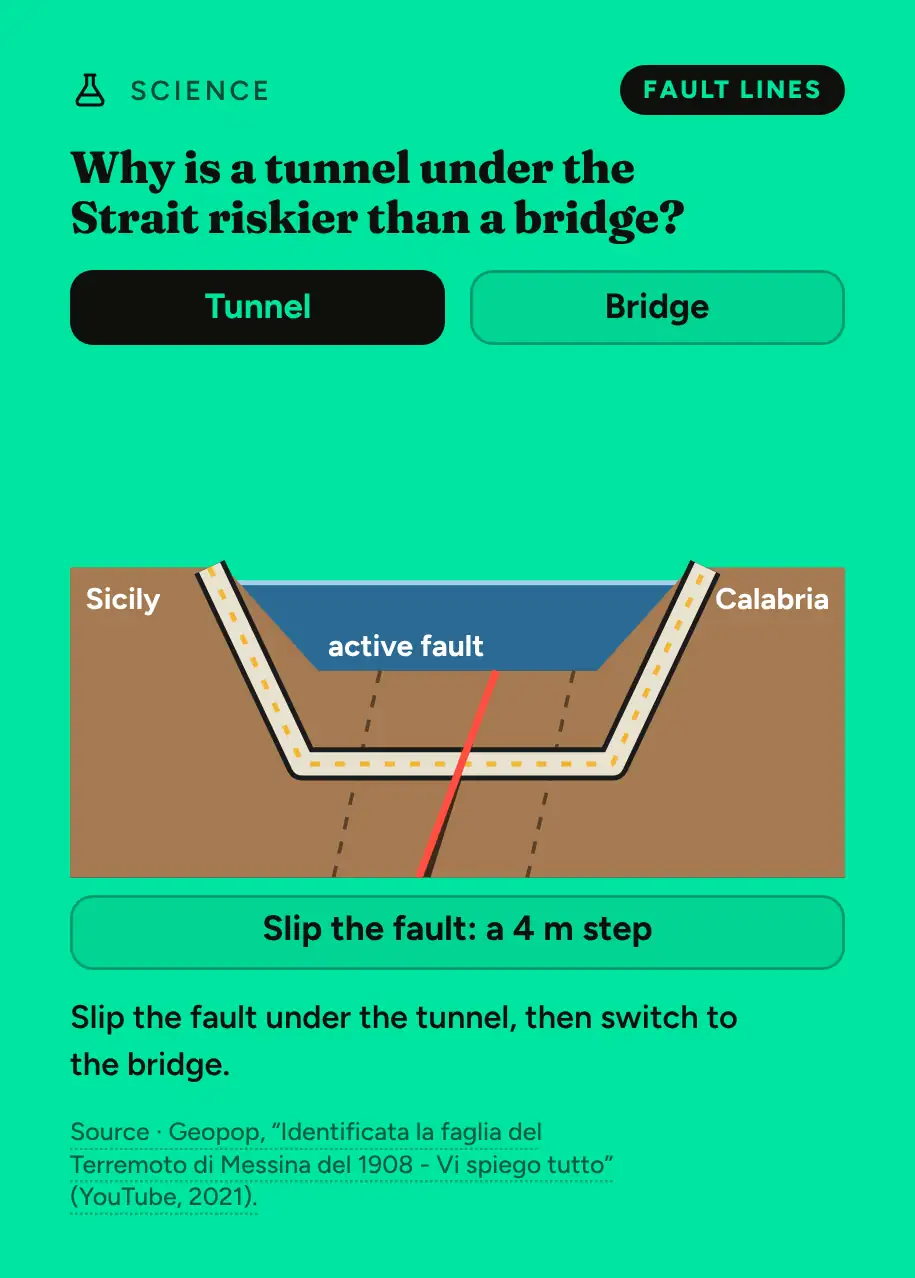 SCIENCE
FAULT LINES
Why is a tunnel under the
Strait riskier than a bridge?
Tunnel
Bridge
Sicily
Calabria
active fault
Slip the fault: a 4 m step
Slip the fault under the tunnel, then switch to
the bridge.
Source · Geopop, “Identificata la faglia del
Terremoto di Messina del 1908 - Vi spiego tutto”
(YouTube, 2021).